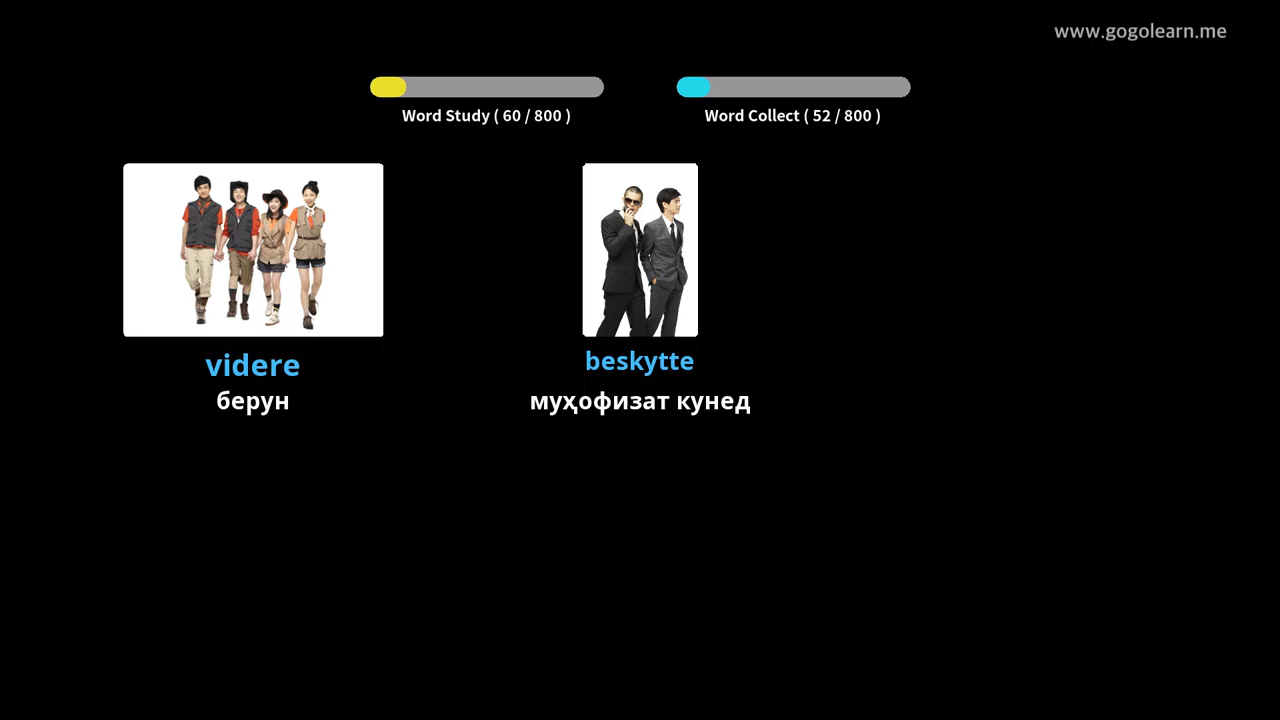 www.gogolearn.me
Word Study ( 60 / 800 )
Word Collect ( 52 / 800 )
videre
берун
beskytte
муҳофизат кунед